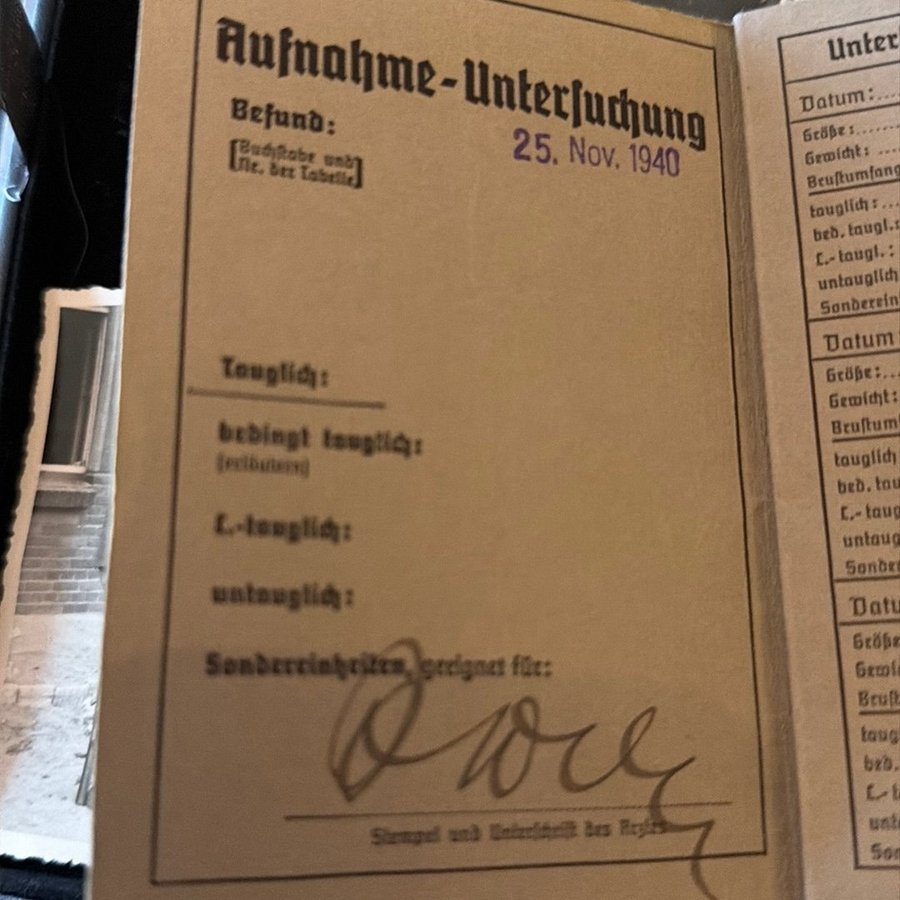 Aufnahme-Untersuchung
Befund:
25. Nov. 1940
[Buchstabe und
Nr. der Tabelle]
Tauglich:
bedingt tauglich:
(erläutern)
L.-tauglich:
untauglich:
Sondereinheiten, geeignet für:
Stempel und Unterschrift des Arztes
Unter
Datum:
Größe:
Gewicht:
Brustumfang
tauglich:
bed. taugl.:
L.-taugl.:
untauglich
Sonderein
Datum
Größe:
Gewicht:
Brustum
tauglich
bed. tau
L.-taug
untaug
Sonder
Datu
Größe
Gewi
Brust
taug
bed.
L.-t
unt
Son